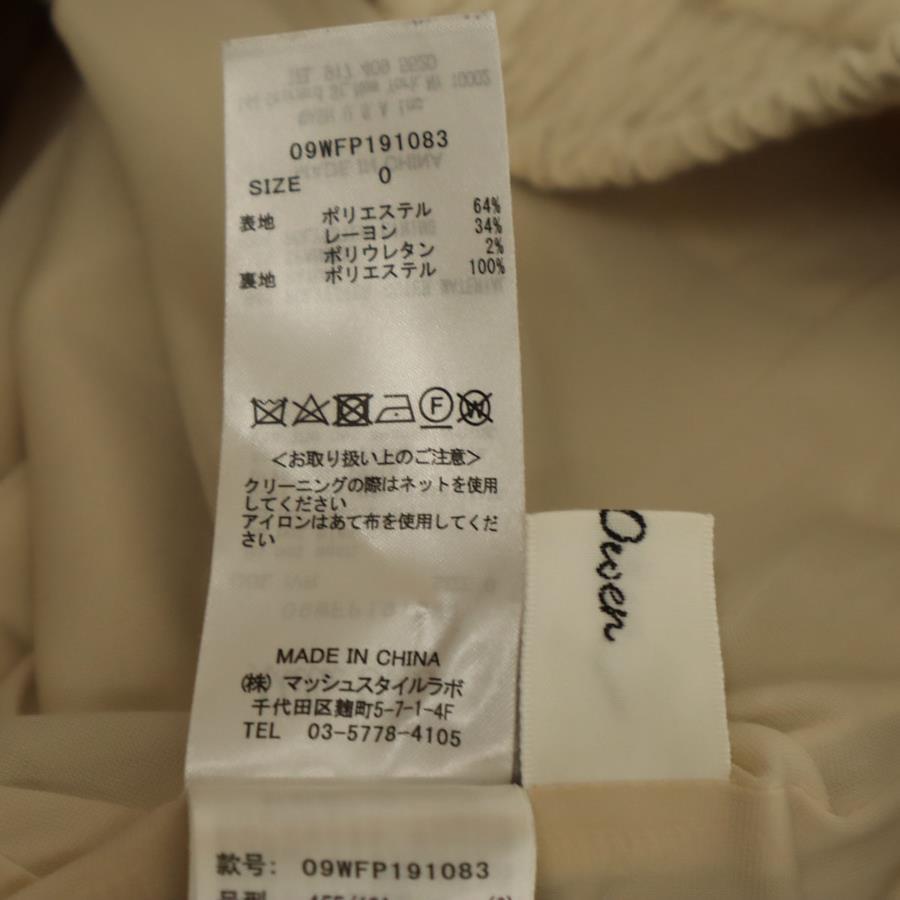 09WFP191083
SIZE 0
表地 ポリエステル 64%
レーヨン 34%
ポリウレタン 2%
裏地 ポリエステル 100%
F
W
＜お取り扱い上のご注意＞
クリーニングの際はネットを使用
してください
アイロンはあて布を使用してくだ
さい
MADE IN CHINA
(株) マッシュスタイルラボ
千代田区麹町5-7-1-4F
TEL 03-5778-4105
Owen
款号: 09WFP191083